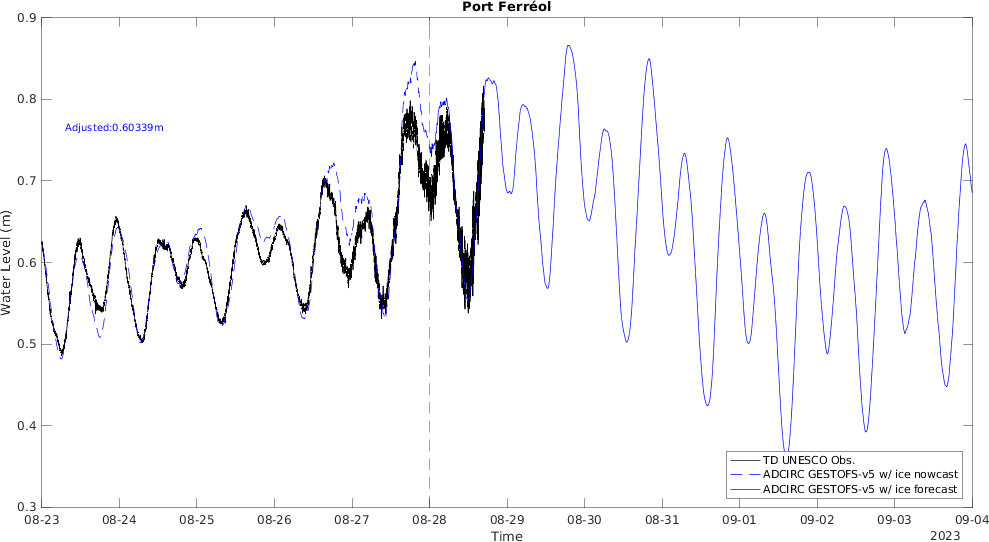 Port Ferréol
0.9
0.8
0.7
0.6
0.5
0.4
0.3
Water Level (m)
Adjusted:0.60339m
TD UNESCO Obs.
ADCIRC GESTOFS-v5 w/ ice nowcast
ADCIRC GESTOFS-v5 w/ ice forecast
08-23 08-24 08-25 08-26 08-27 08-28 08-29 08-30 08-31 09-01 09-02 09-03 09-04
Time
2023